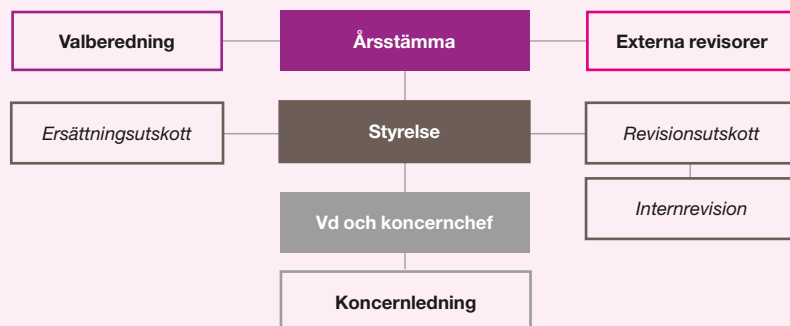 Valberedning
Årsstämma
Externa revisorer
Ersättningsutskott
Styrelse
Revisionsutskott
Internrevision
Vd och koncernchef
Koncernledning